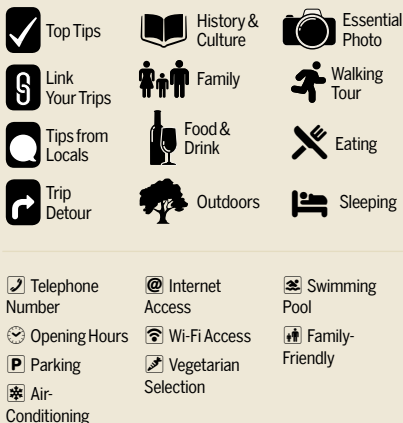 Top Tips
Link
Your Trips
Tips from
Locals
Trip
Detour
History &
Culture
Family
Food &
Drink
Outdoors
Essential
Photo
Walking
Tour
Eating
Sleeping
Telephone
Number
Opening Hours
P Parking
Air-
Conditioning
@ Internet
Access
Wi-Fi Access
Vegetarian
Selection
Swimming
Pool
Family-
Friendly